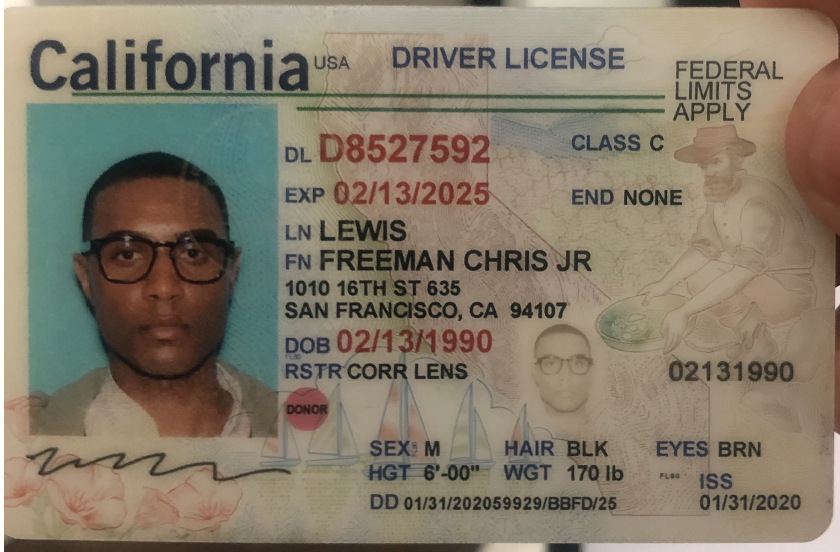 California USA DRIVER LICENSE
FEDERAL
LIMITS
APPLY
DL D8527592
CLASS C
EXP 02/13/2025
END NONE
LN LEWIS
FN FREEMAN CHRIS JR
1010 16TH ST 635
SAN FRANCISCO, CA 94107
DOB 02/13/1990
RSTR CORR LENS
02131990
DONOR
SEX M HAIR BLK EYES BRN
HGT 6'-00" WGT 170 lb
ISS
DD 01/31/202059929/BBFD/25
01/31/2020